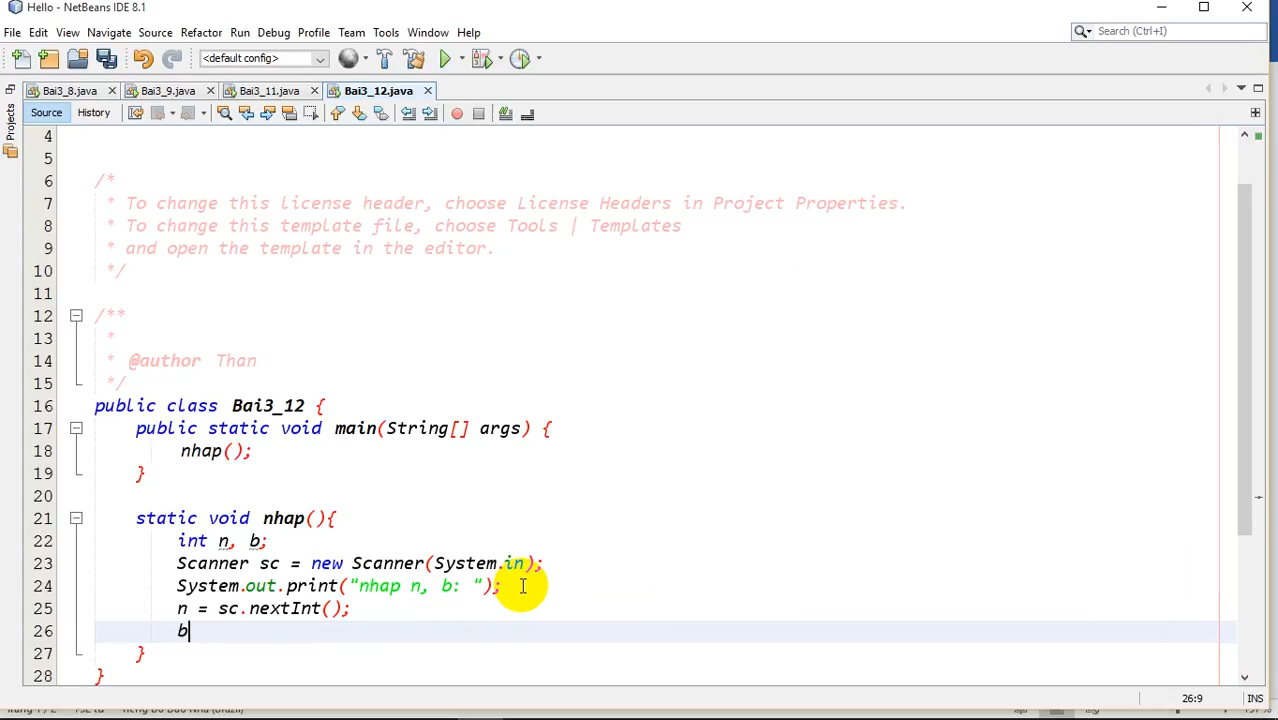 Hello - NetBeans IDE 8.1
File Edit View Navigate Source Refactor Run Debug Profile Team Tools Window Help
Search (Ctrl+I)
<default config>
Bai3_8.java Bai3_9.java Bai3_11.java Bai3_12.java
Source History
Projects
4
5
6 /*
7 * To change this license header, choose License Headers in Project Properties.
8 * To change this template file, choose Tools | Templates
9 * and open the template in the editor.
10 */
11
12 /**
13 *
14 * @author Than
15 */
16 public class Bai3_12 {
17 public static void main(String[] args) {
18 nhap();
19 }
20
21 static void nhap(){
22 int n, b;
23 Scanner sc = new Scanner(System.in);
24 System.out.print("nhap n, b: ");
25 n = sc.nextInt();
26 b
27 }
28 }
26:9 INS